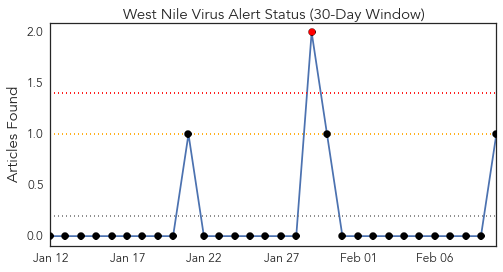 West Nile Virus Alert Status (30-Day Window)
Articles Found
2.0
1.5
1.0
0.5
0.0
Jan 12 Jan 17 Jan 22 Jan 27 Feb 01 Feb 06